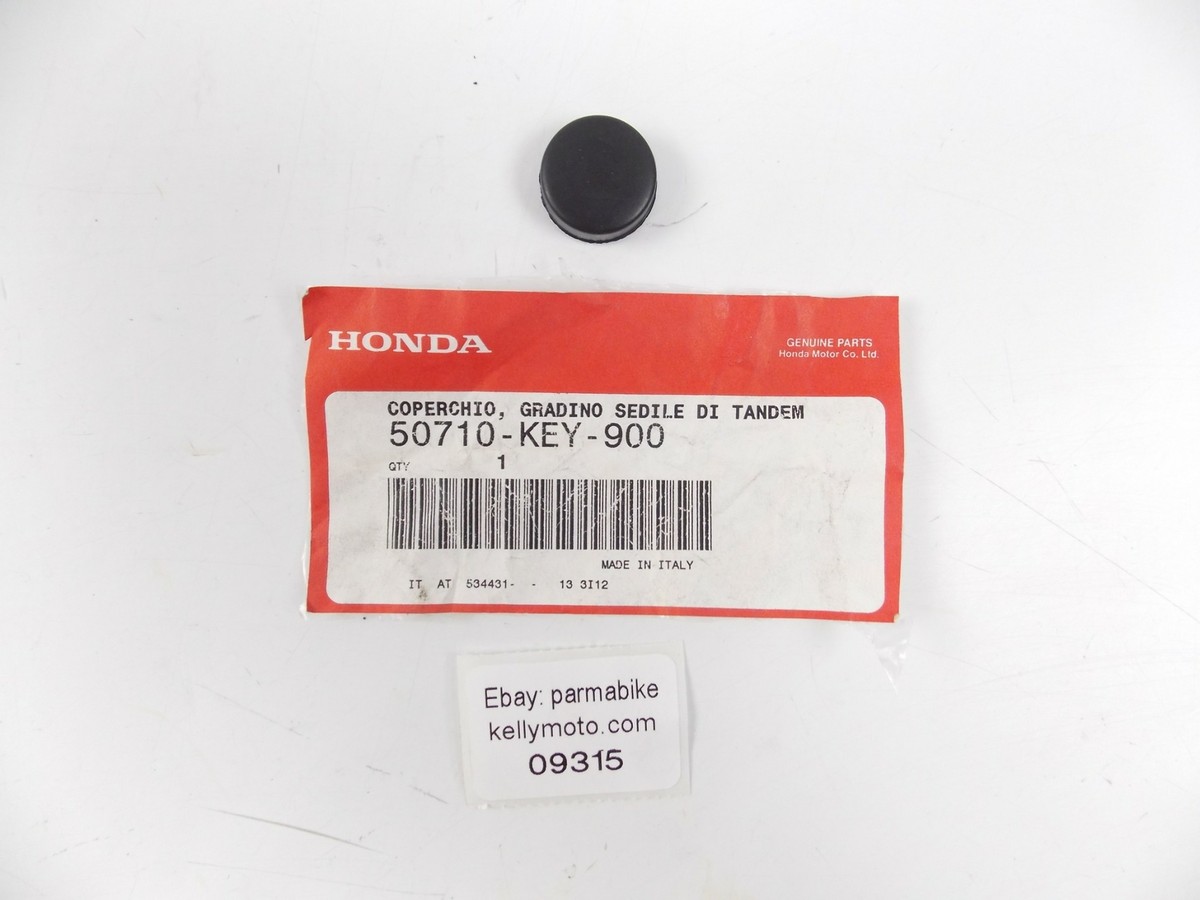 HONDA
GENUINE PARTS
Honda Motor Co. Ltd.
COPERCHIO, GRADINO SEDILE DI TANDEM
50710-KEY-900
QTY 1
MADE IN ITALY
IT AT 534431- - 13 3I12
Ebay: parmabike
kellymoto.com
09315